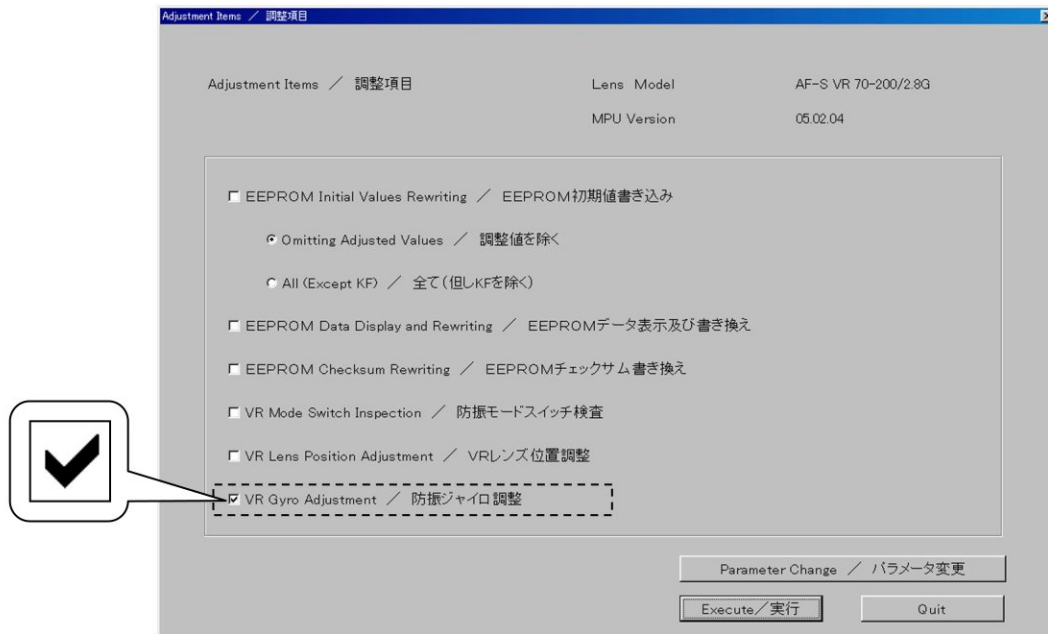 Adjustment Items ／ 調整項目
Adjustment Items ／ 調整項目 Lens Model AF-S VR 70-200/2.8G
MPU Version 05.02.04
EEPROM Initial Values Rewriting ／ EEPROM初期値書き込み
Omitting Adjusted Values ／ 調整値を除く
All (Except KF) ／ 全て(但しKFを除く)
EEPROM Data Display and Rewriting ／ EEPROMデータ表示及び書き換え
EEPROM Checksum Rewriting ／ EEPROMチェックサム書き換え
VR Mode Switch Inspection ／ 防振モードスイッチ検査
VR Lens Position Adjustment ／ VRレンズ位置調整
VR Gyro Adjustment ／ 防振ジャイロ調整
Parameter Change ／ パラメータ変更
Execute／実行 Quit